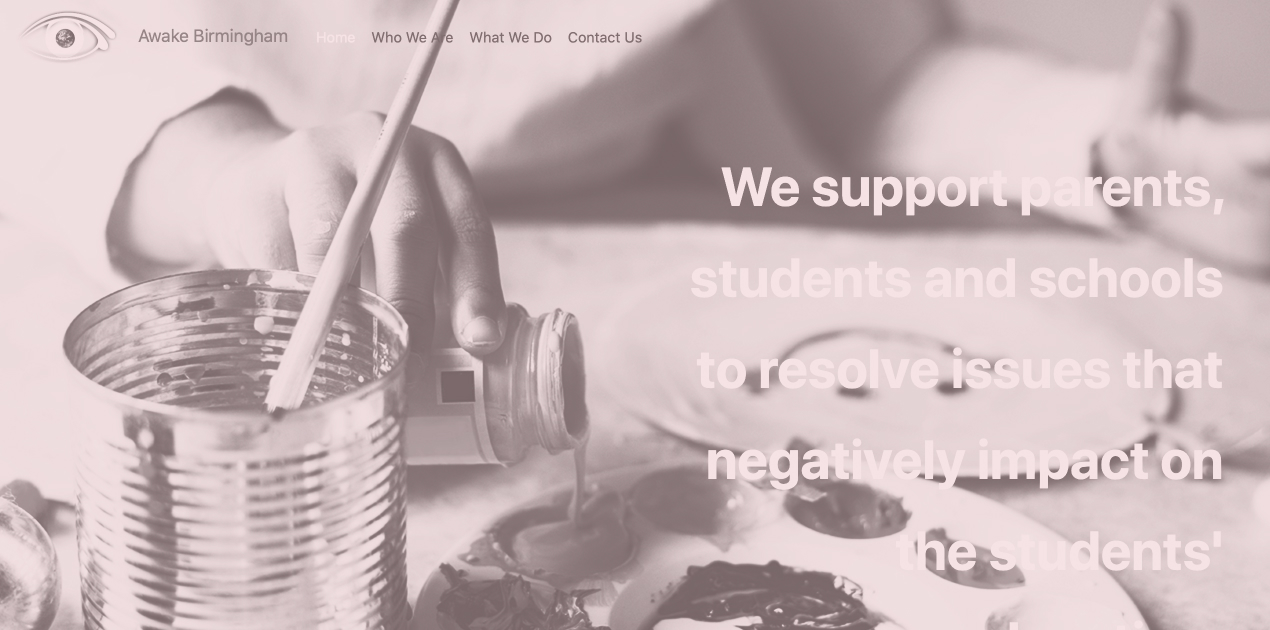 Awake Birmingham
Home Who We Are What We Do Contact Us
We support parents,
students and schools
to resolve issues that
negatively impact on
the students'